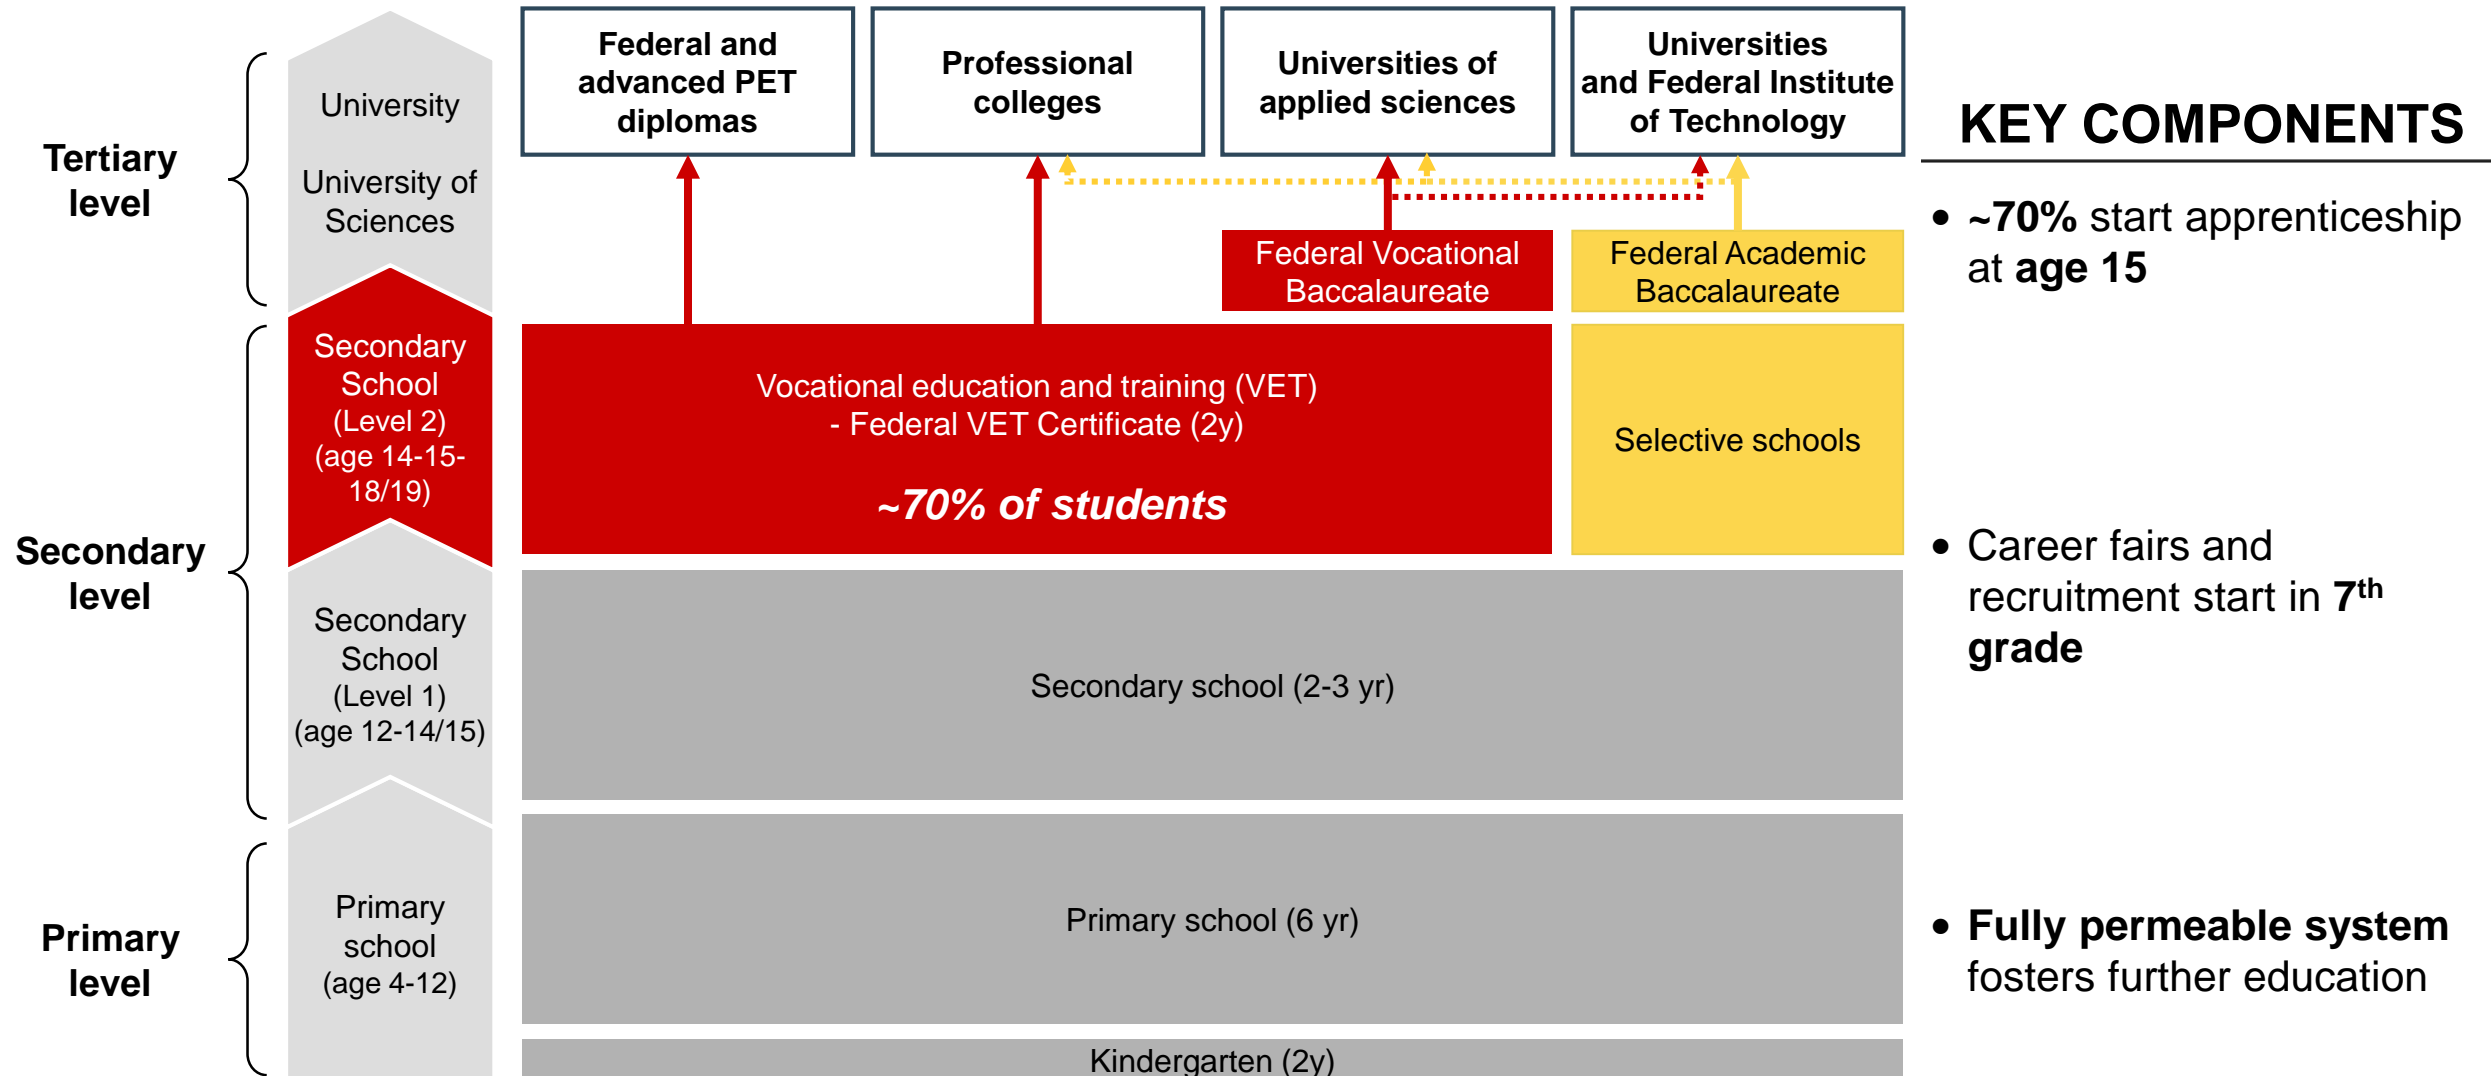 Tertiary
level
Secondary
level
Primary
level
University
University of
Sciences
Secondary
School
(Level 2)
(age 14-15-
18/19)
Secondary
School
(Level 1)
(age 12-14/15)
Primary
school
(age 4-12)
Federal and
advanced PET
diplomas
Professional
colleges
Universities of
applied sciences
Universities
and Federal Institute
of Technology
Federal Vocational
Baccalaureate
Federal Academic
Baccalaureate
Vocational education and training (VET)
- Federal VET Certificate (2y)
~70% of students
Selective schools
Secondary school (2-3 yr)
Primary school (6 yr)
Kindergarten (2y)
KEY COMPONENTS
• ~70% start apprenticeship
at age 15
• Career fairs and
recruitment start in 7th
grade
• Fully permeable system
fosters further education